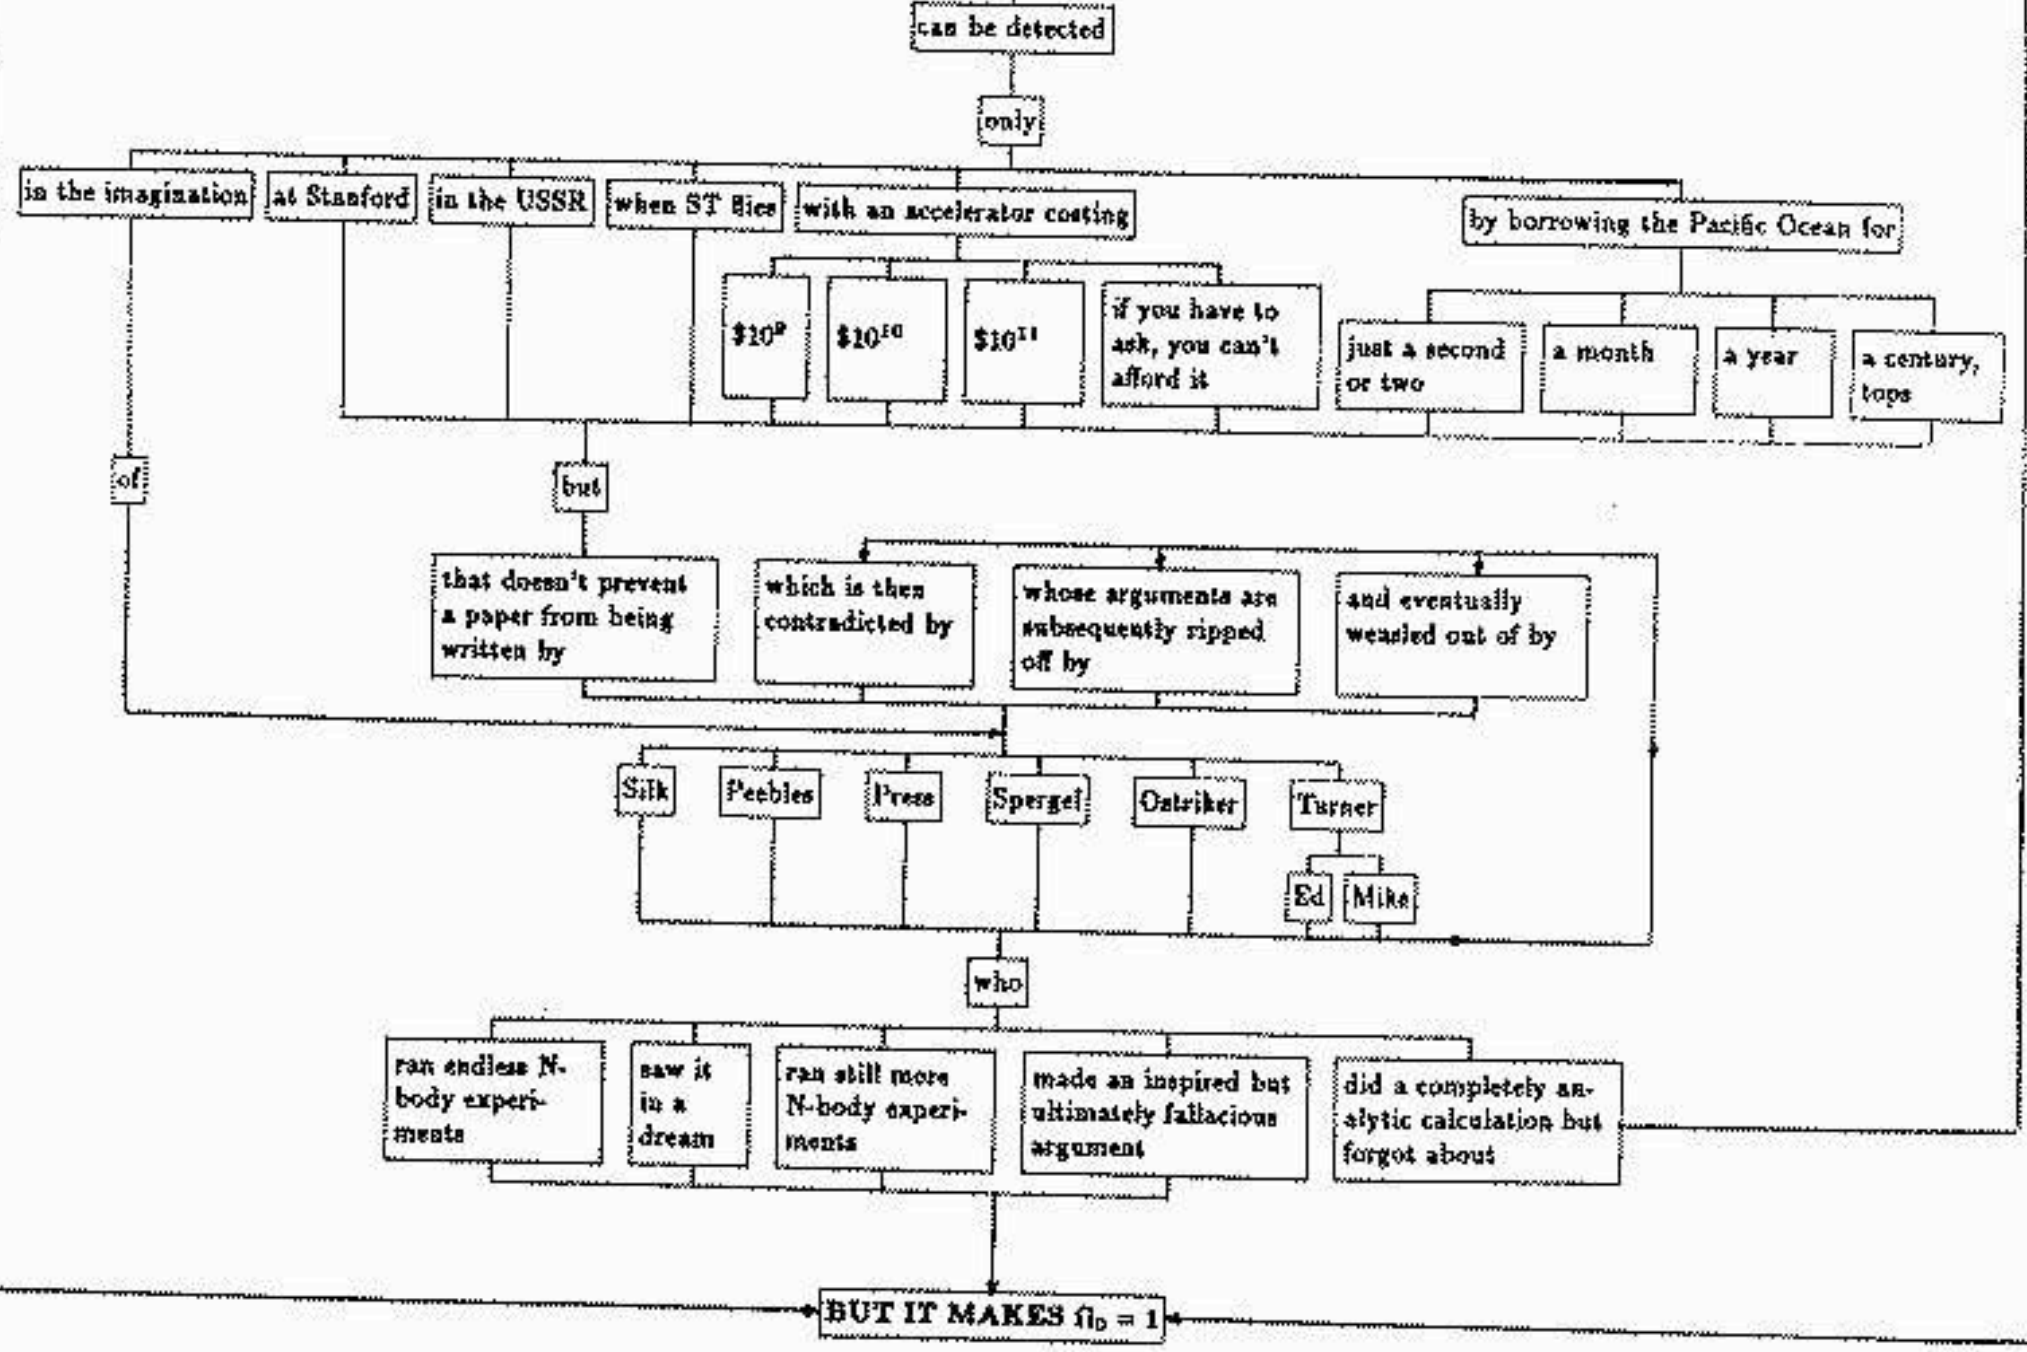 can be detected
only
in the imagination
at Stanford
in the USSR
when ST flies
with an accelerator costing
by borrowing the Pacific Ocean for
$10⁹
$10¹⁰
$10¹¹
if you have to
ask, you can't
afford it
just a second
or two
a month
a year
a century,
tops
of
but
that doesn't prevent
a paper from being
written by
which is then
contradicted by
whose arguments are
subsequently ripped
off by
and eventually
weasled out of by
Silk
Peebles
Press
Spergel
Ostriker
Turner
Ed
Mike
who
ran endless N-
body experi-
ments
saw it
in a
dream
ran still more
N-body experi-
ments
made an inspired but
ultimately fallacious
argument
did a completely an-
alytic calculation but
forgot about
BUT IT MAKES Ω_D = 1